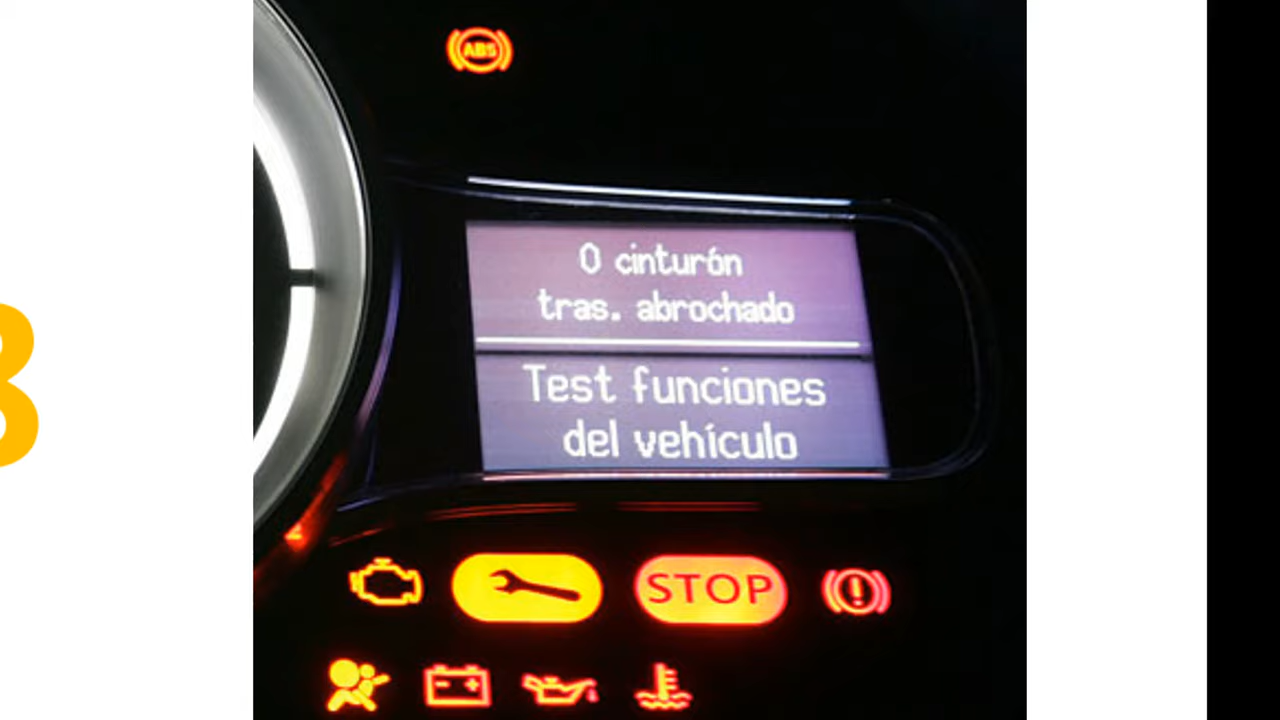 ABS
0 cinturón
tras. abrochado
Test funciones
del vehículo
STOP